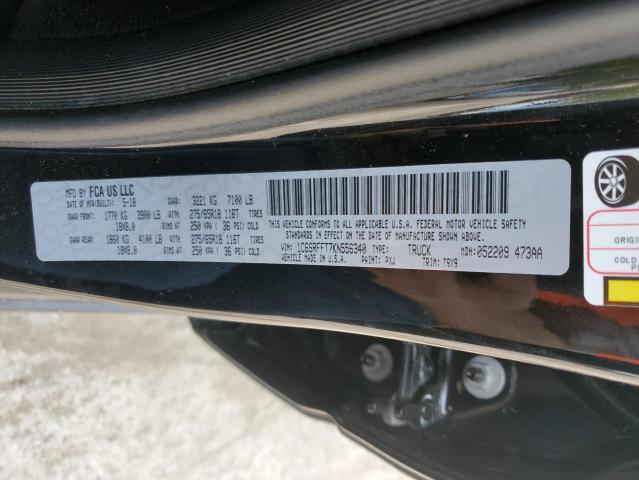 MFD BY: FCA US LLC
DATE OF MFR(BUILT): 5-18 GVWR: 3221 KG 7100 LB
GAWR FRONT: 1770 KG 3900 LB 275/65R18 116T TIRES
18X8.0 RIMS AT 250 KPA ( 36 PSI) COLD
GAWR REAR: 1860 KG 4100 LB 275/65R18 116T TIRES
18X8.0 RIMS AT 250 KPA ( 36 PSI) COLD
THIS VEHICLE CONFORMS TO ALL APPLICABLE U.S.A. FEDERAL MOTOR VEHICLE SAFETY
STANDARDS IN EFFECT ON THE DATE OF MANUFACTURE SHOWN ABOVE.
VIN: 1C6SRFFT7KN556340 TYPE: TRUCK MDH: 052209 473AA
VEHICLE MADE IN U.S.A. PAINT: PXJ TRIM: T9X9
ORIGI
COLD